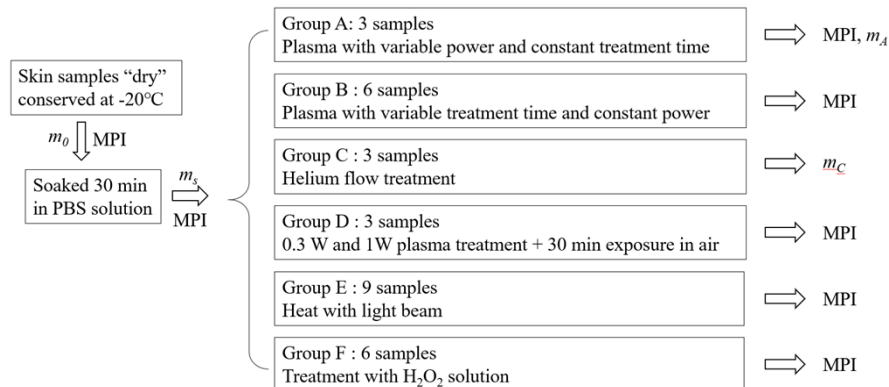 Skin samples “dry”
conserved at -20°C
m0 MPI
Soaked 30 min
in PBS solution
ms
MPI
Group A: 3 samples
Plasma with variable power and constant treatment time
MPI, mA
Group B : 6 samples
Plasma with variable treatment time and constant power
MPI
Group C : 3 samples
Helium flow treatment
mC
Group D : 3 samples
0.3 W and 1W plasma treatment + 30 min exposure in air
MPI
Group E : 9 samples
Heat with light beam
MPI
Group F : 6 samples
Treatment with H2O2 solution
MPI